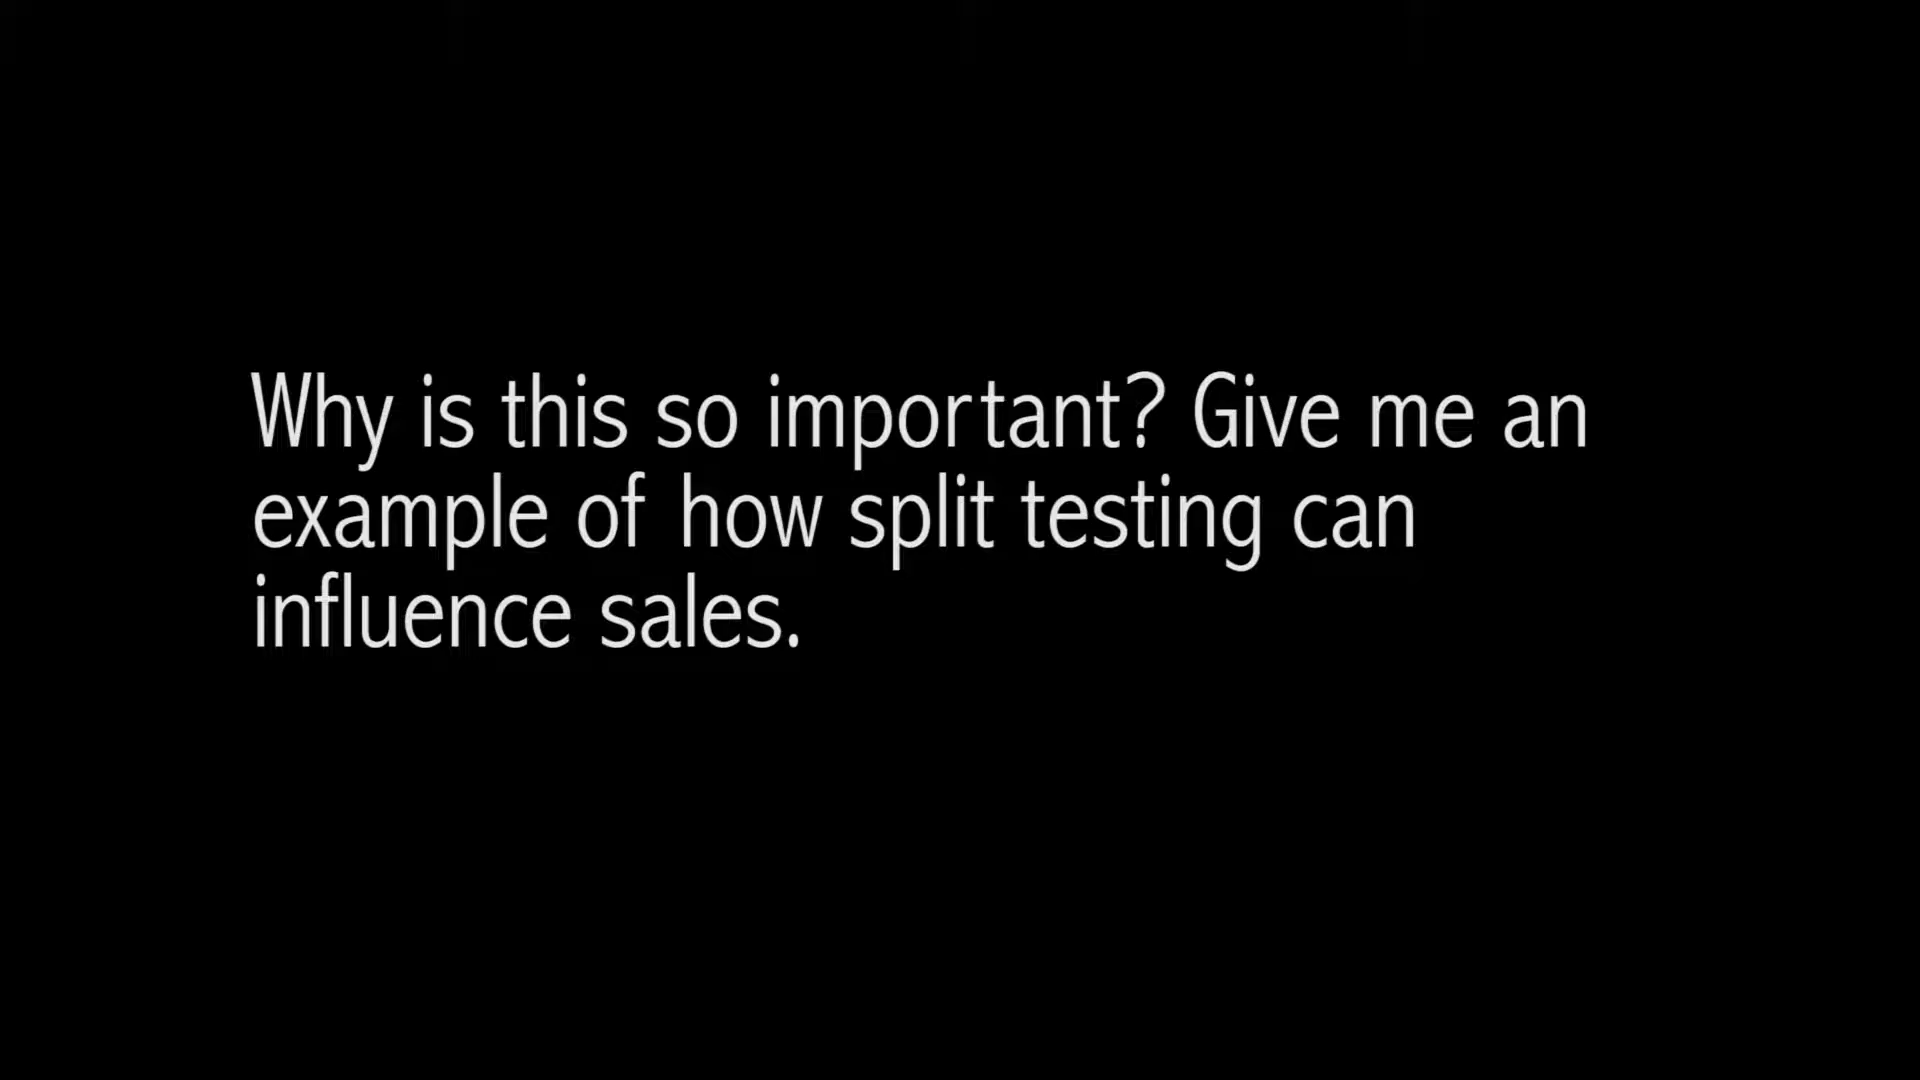 Why is this so important? Give me an
example of how split testing can
influence sales.